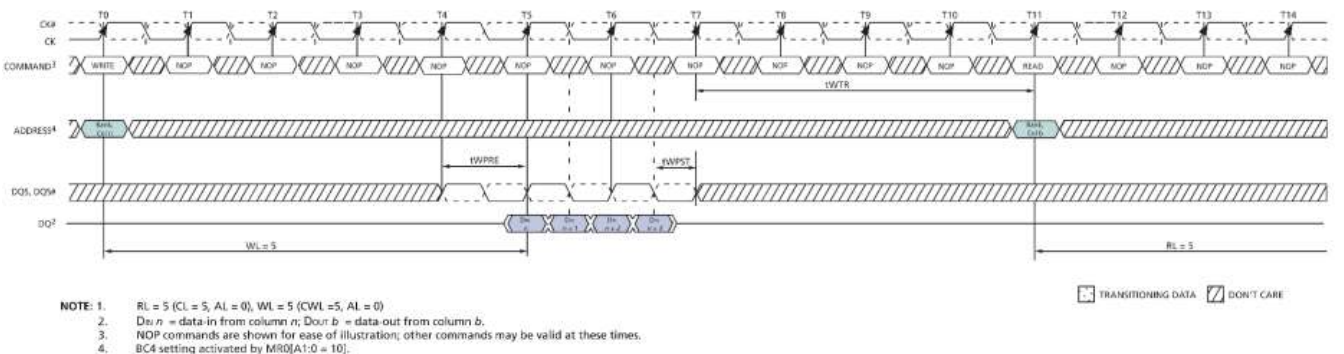 T0 T1 T2 T3 T4 T5 T6 T7 T8 T9 T10 T11 T12 T13 T14
CK#
CK
COMMAND3 WRITE NOP NOP NOP NOP NOP NOP NOP NOP NOP NOP READ NOP NOP NOP
tWTR
ADDRESS4 Bank, Bank,
tWPRE tWPST
DQS, DQS#
DQ2 n n+1 n+2 n+3
WL = 5 RL = 5
TRANSITIONING DATA DON'T CARE
NOTE: 1. RL = 5 (CL = 5, AL = 0), WL = 5 (CWL =5, AL = 0)
2. DIN n = data-in from column n; DOUT b = data-out from column b.
3. NOP commands are shown for ease of illustration; other commands may be valid at these times.
4. BC4 setting activated by MR0[A1:0 = 10].